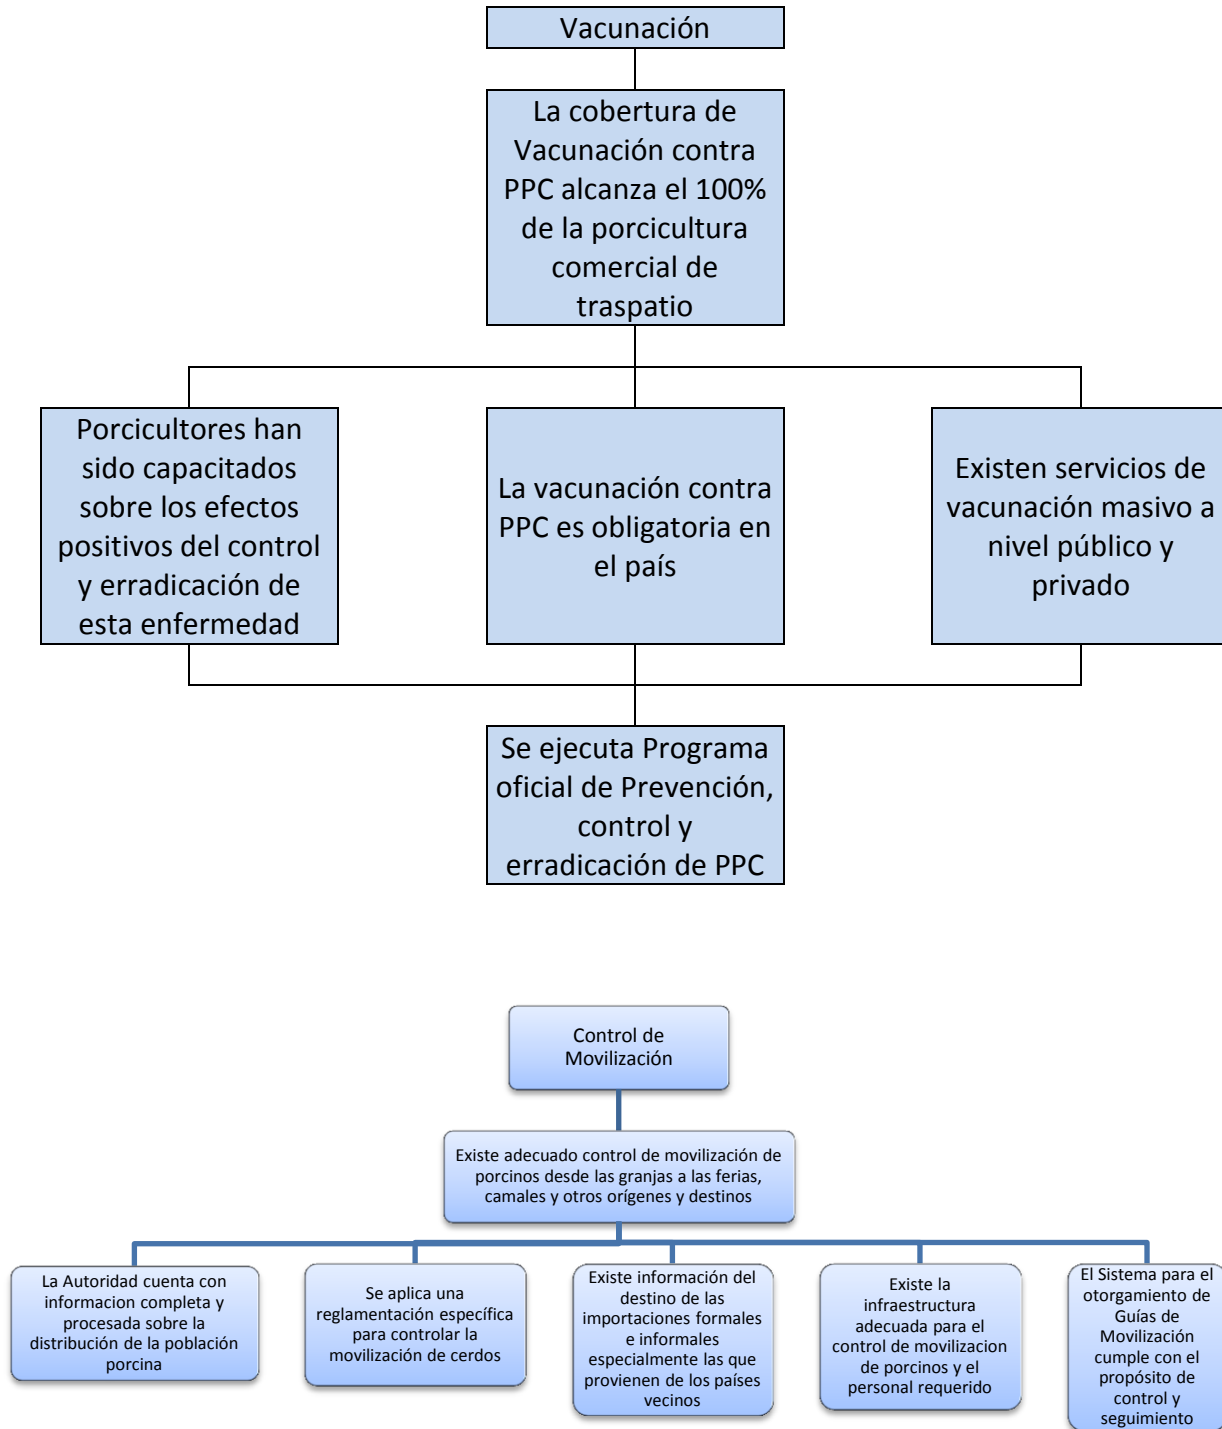 Vacunación
La cobertura de
Vacunación contra
PPC alcanza el 100%
de la porcicultura
comercial de
traspatio
Porcicultores han
sido capacitados
sobre los efectos
positivos del control
y erradicación de
esta enfermedad
La vacunación contra
PPC es obligatoria en
el país
Existen servicios de
vacunación masivo a
nivel público y
privado
Se ejecuta Programa
oficial de Prevención,
control y
erradicación de PPC
Control de
Movilización
Existe adecuado control de movilización de
porcinos desde las granjas a las ferias,
camales y otros orígenes y destinos
La Autoridad cuenta con
informacion completa y
procesada sobre la
distribución de la población
porcina
Se aplica una
reglamentación específica
para controlar la
movilización de cerdos
Existe información del
destino de las
importaciones formales
e informales
especialmente las que
provienen de los países
vecinos
Existe la
infraestructura
adecuada para el
control de movilizacion
de porcinos y el
personal requerido
El Sistema para el
otorgamiento de
Guías de
Movilización
cumple con el
propósito de
control y
seguimiento